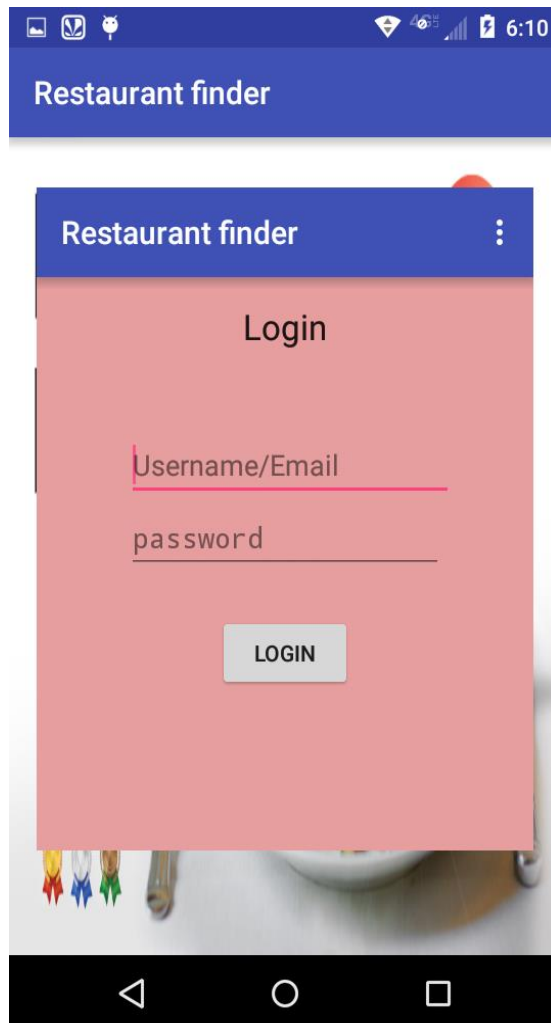 6:10
Restaurant finder
Restaurant finder
Login
Username/Email
password
LOGIN